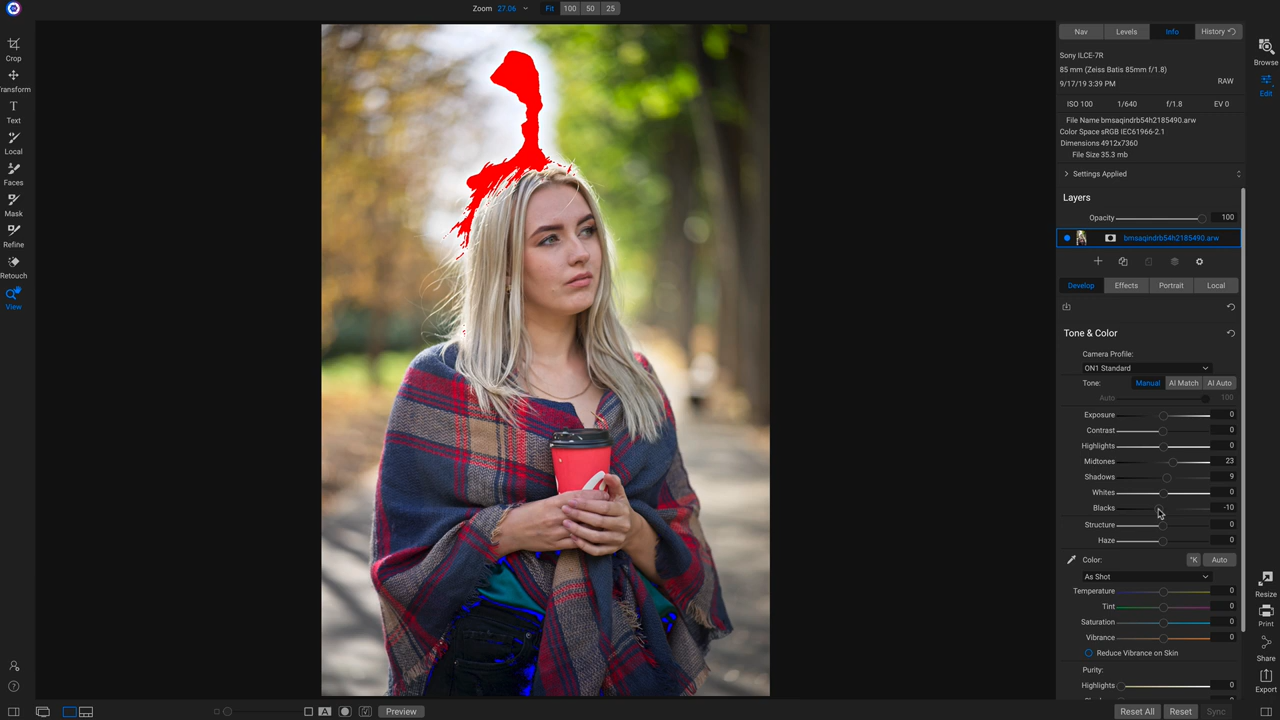 Zoom 27.06 Fit 100 50 25
Crop
Transform
Text
Local
Faces
Mask
Refine
Retouch
View
Nav Levels Info History
Sony ILCE-7R
85 mm (Zeiss Batis 85mm f/1.8)
RAW
9/17/19 3:39 PM
ISO 100 1/640 f/1.8 EV 0
File Name bmsaqindrb54h2185490.arw
Color Space sRGB IEC61966-2.1
Dimensions 4912x7360
File Size 35.3 mb
Settings Applied
Layers
Opacity 100
bmsaqindrb54h2185490.arw
Develop Effects Portrait Local
Tone & Color
Camera Profile:
ON1 Standard
Tone: Manual AI Match AI Auto
Auto 100
Exposure 0
Contrast 0
Highlights 0
Midtones 23
Shadows 9
Whites 0
Blacks -10
Structure 0
Haze 0
Color: °K Auto
As Shot
Temperature 0
Tint 0
Saturation 0
Vibrance 0
Reduce Vibrance on Skin
Purity:
Highlights 0
Browse
Edit
Resize
Print
Share
Export
A Preview
Reset All Reset Sync